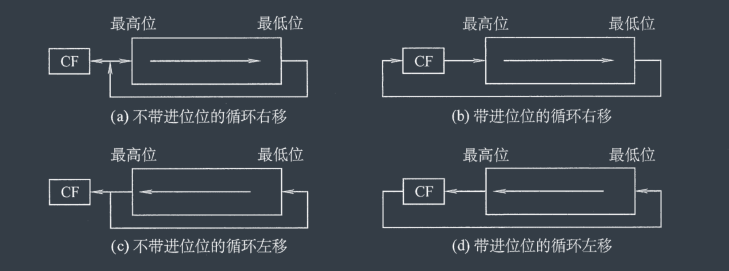 最高位 最低位 最高位 最低位
CF CF
(a) 不带进位位的循环右移 (b) 带进位位的循环右移
最高位 最低位 最高位 最低位
CF CF
(c) 不带进位位的循环左移 (d) 带进位位的循环左移